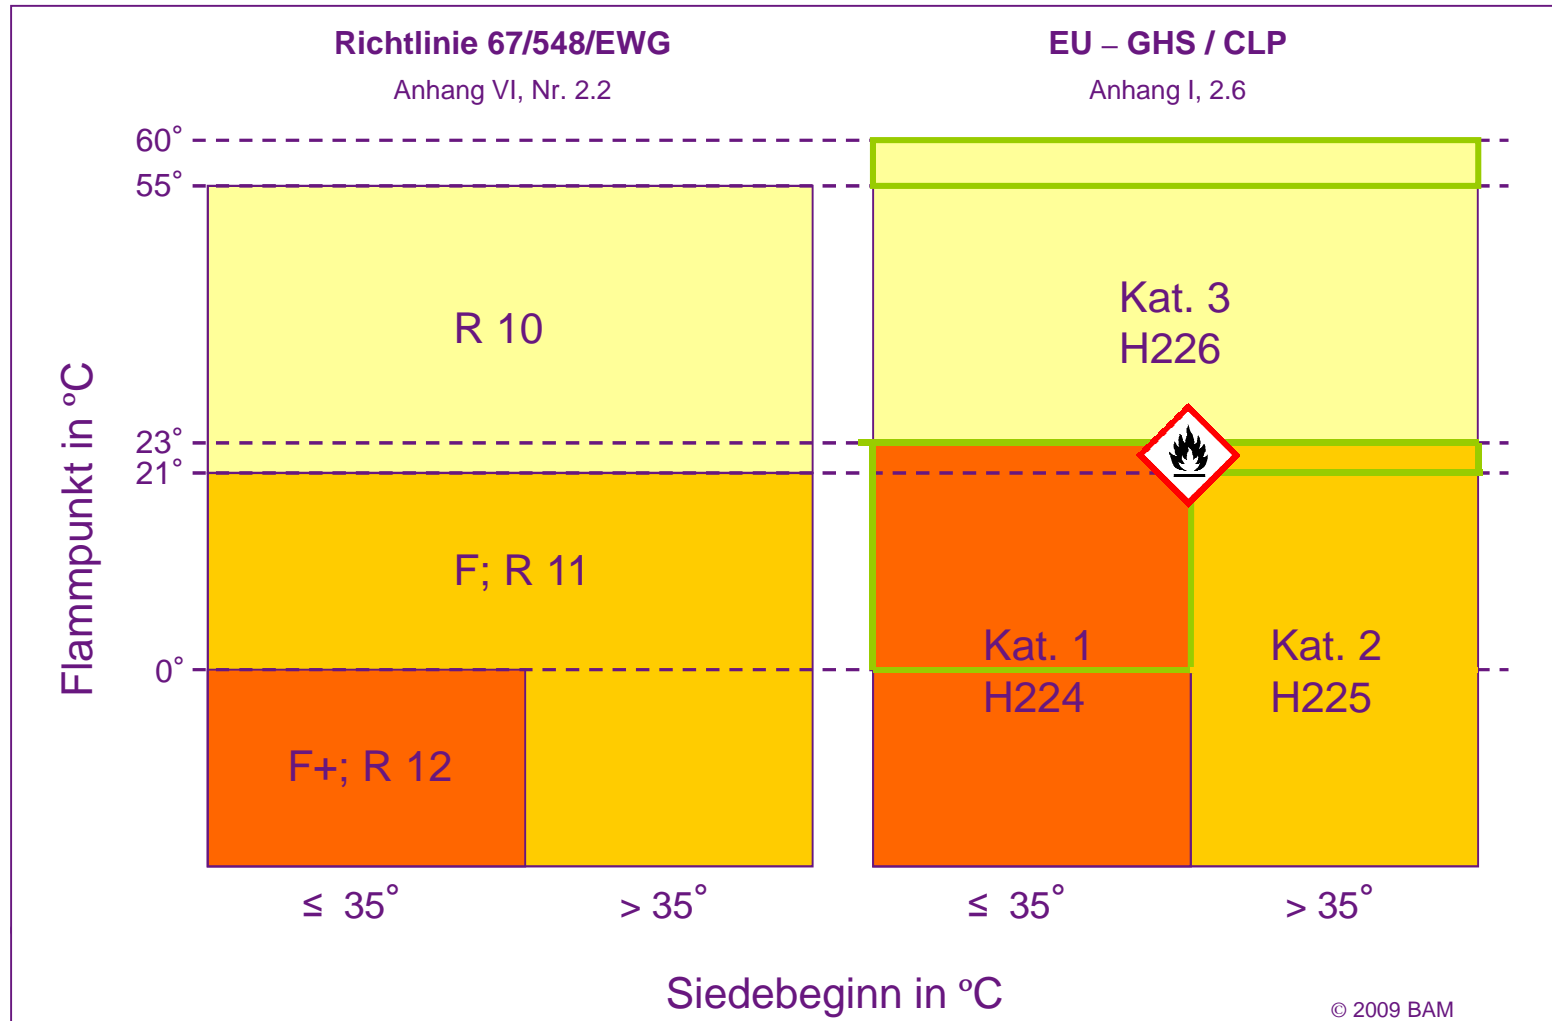 Richtlinie 67/548/EWG
Anhang VI, Nr. 2.2
EU – GHS / CLP
Anhang I, 2.6
60°
55°
23°
21°
0°
Flammpunkt in °C
R 10
F; R 11
F+; R 12
Kat. 3
H226
Kat. 1
H224
Kat. 2
H225
≤ 35°
> 35°
≤ 35°
> 35°
Siedebeginn in °C
© 2009 BAM